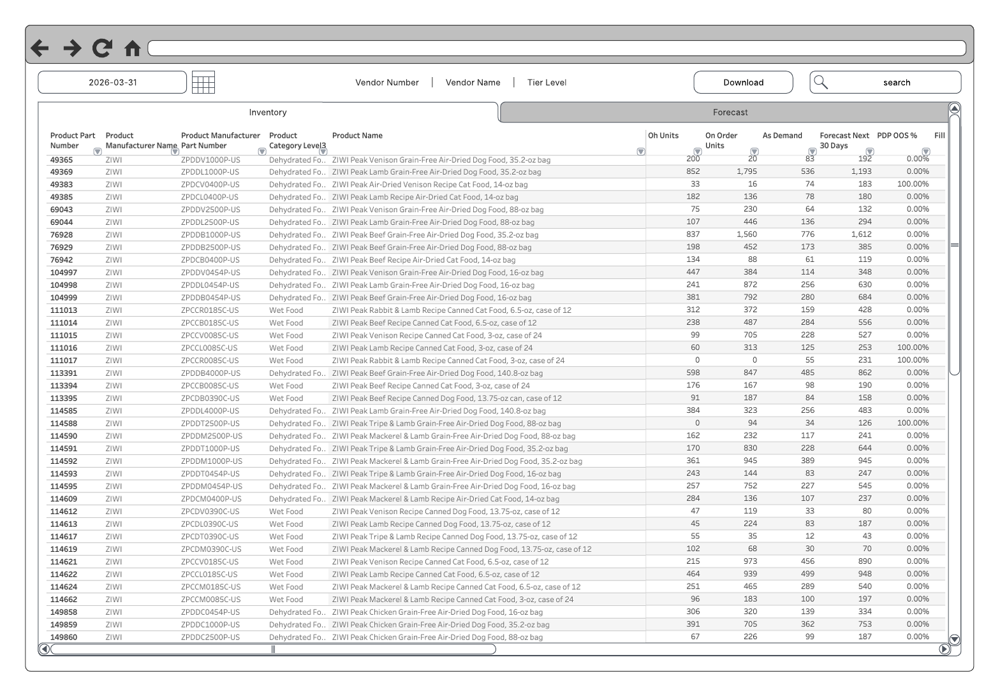 2026-03-31
Vendor Number | Vendor Name | Tier Level
Download
search
Inventory
Forecast
Product Part Number
Product Manufacturer Name
Product Manufacturer Part Number
Product Category Level3
Product Name
Oh Units
On Order Units
As Demand
Forecast Next 30 Days
PDP OOS %
Fill
49365 ZIWI ZPDDV1000P-US Dehydrated Fo.. ZIWI Peak Venison Grain-Free Air-Dried Dog Food, 35.2-oz bag 200 20 83 192 0.00%
49369 ZIWI ZPDDL1000P-US Dehydrated Fo.. ZIWI Peak Lamb Grain-Free Air-Dried Dog Food, 35.2-oz bag 852 1,795 536 1,193 0.00%
49383 ZIWI ZPDCV0400P-US Dehydrated Fo.. ZIWI Peak Air-Dried Venison Recipe Cat Food, 14-oz bag 33 16 74 183 100.00%
49385 ZIWI ZPDCL0400P-US Dehydrated Fo.. ZIWI Peak Lamb Recipe Air-Dried Cat Food, 14-oz bag 182 136 78 180 0.00%
69043 ZIWI ZPDDV2500P-US Dehydrated Fo.. ZIWI Peak Venison Grain-Free Air-Dried Dog Food, 88-oz bag 75 230 64 132 0.00%
69044 ZIWI ZPDDL2500P-US Dehydrated Fo.. ZIWI Peak Lamb Grain-Free Air-Dried Dog Food, 88-oz bag 107 446 136 294 0.00%
76928 ZIWI ZPDDB1000P-US Dehydrated Fo.. ZIWI Peak Beef Grain-Free Air-Dried Dog Food, 35.2-oz bag 837 1,560 776 1,612 0.00%
76929 ZIWI ZPDDB2500P-US Dehydrated Fo.. ZIWI Peak Beef Grain-Free Air-Dried Dog Food, 88-oz bag 198 452 173 385 0.00%
76942 ZIWI ZPDCB0400P-US Dehydrated Fo.. ZIWI Peak Beef Recipe Air-Dried Cat Food, 14-oz bag 134 88 61 119 0.00%
104997 ZIWI ZPDDV0454P-US Dehydrated Fo.. ZIWI Peak Venison Grain-Free Air-Dried Dog Food, 16-oz bag 447 384 114 348 0.00%
104998 ZIWI ZPDDL0454P-US Dehydrated Fo.. ZIWI Peak Lamb Grain-Free Air-Dried Dog Food, 16-oz bag 241 872 256 630 0.00%
104999 ZIWI ZPDDB0454P-US Dehydrated Fo.. ZIWI Peak Beef Grain-Free Air-Dried Dog Food, 16-oz bag 381 792 280 684 0.00%
111013 ZIWI ZPCCR0185C-US Wet Food ZIWI Peak Rabbit & Lamb Recipe Canned Cat Food, 6.5-oz, case of 12 312 372 159 428 0.00%
111014 ZIWI ZPCCB0185C-US Wet Food ZIWI Peak Beef Recipe Canned Cat Food, 6.5-oz, case of 12 238 487 284 556 0.00%
111015 ZIWI ZPCCV0085C-US Wet Food ZIWI Peak Venison Recipe Canned Cat Food, 3-oz, case of 24 99 705 228 527 0.00%
111016 ZIWI ZPCCL0085C-US Wet Food ZIWI Peak Lamb Recipe Canned Cat Food, 3-oz, case of 24 60 313 125 253 100.00%
111017 ZIWI ZPCCR0085C-US Wet Food ZIWI Peak Rabbit & Lamb Recipe Canned Cat Food, 3-oz, case of 24 0 0 55 231 100.00%
113391 ZIWI ZPDDB4000P-US Dehydrated Fo.. ZIWI Peak Beef Grain-Free Air-Dried Dog Food, 140.8-oz bag 598 847 485 862 0.00%
113394 ZIWI ZPCCB0085C-US Wet Food ZIWI Peak Beef Recipe Canned Cat Food, 3-oz, case of 24 176 167 98 190 0.00%
113395 ZIWI ZPCDB0390C-US Wet Food ZIWI Peak Beef Recipe Canned Dog Food, 13.75-oz can, case of 12 91 187 84 158 0.00%
114585 ZIWI ZPDDL4000P-US Dehydrated Fo.. ZIWI Peak Lamb Grain-Free Air-Dried Dog Food, 140.8-oz bag 384 323 256 483 0.00%
114588 ZIWI ZPDDT2500P-US Dehydrated Fo.. ZIWI Peak Tripe & Lamb Grain-Free Air-Dried Dog Food, 88-oz bag 0 94 34 126 100.00%
114590 ZIWI ZPDDM2500P-US Dehydrated Fo.. ZIWI Peak Mackerel & Lamb Grain-Free Air-Dried Dog Food, 88-oz bag 162 232 117 241 0.00%
114591 ZIWI ZPDDT1000P-US Dehydrated Fo.. ZIWI Peak Tripe & Lamb Grain-Free Air-Dried Dog Food, 35.2-oz bag 170 830 228 644 0.00%
114592 ZIWI ZPDDM1000P-US Dehydrated Fo.. ZIWI Peak Mackerel & Lamb Grain-Free Air-Dried Dog Food, 35.2-oz bag 361 945 389 945 0.00%
114593 ZIWI ZPDDT0454P-US Dehydrated Fo.. ZIWI Peak Tripe & Lamb Grain-Free Air-Dried Dog Food, 16-oz bag 243 144 83 247 0.00%
114595 ZIWI ZPDDM0454P-US Dehydrated Fo.. ZIWI Peak Mackerel & Lamb Grain-Free Air-Dried Dog Food, 16-oz bag 257 752 227 545 0.00%
114609 ZIWI ZPDCM0400P-US Dehydrated Fo.. ZIWI Peak Mackerel & Lamb Recipe Air-Dried Cat Food, 14-oz bag 284 136 107 237 0.00%
114612 ZIWI ZPCDV0390C-US Wet Food ZIWI Peak Venison Recipe Canned Dog Food, 13.75-oz, case of 12 47 119 33 80 0.00%
114613 ZIWI ZPCDL0390C-US Wet Food ZIWI Peak Lamb Recipe Canned Dog Food, 13.75-oz, case of 12 45 224 83 187 0.00%
114617 ZIWI ZPCDT0390C-US Wet Food ZIWI Peak Tripe & Lamb Recipe Canned Dog Food, 13.75-oz, case of 12 55 35 12 43 0.00%
114619 ZIWI ZPCDM0390C-US Wet Food ZIWI Peak Mackerel & Lamb Recipe Canned Dog Food, 13.75-oz, case of 12 102 68 30 70 0.00%
114621 ZIWI ZPCCV0185C-US Wet Food ZIWI Peak Venison Recipe Canned Cat Food, 6.5-oz, case of 12 215 973 456 890 0.00%
114622 ZIWI ZPCCL0185C-US Wet Food ZIWI Peak Lamb Recipe Canned Cat Food, 6.5-oz, case of 12 464 939 499 948 0.00%
114624 ZIWI ZPCCM0185C-US Wet Food ZIWI Peak Mackerel & Lamb Recipe Canned Cat Food, 6.5-oz, case of 12 251 465 289 540 0.00%
114662 ZIWI ZPCCM0085C-US Wet Food ZIWI Peak Mackerel & Lamb Recipe Canned Cat Food, 3-oz, case of 24 96 183 100 197 0.00%
149858 ZIWI ZPDDC0454P-US Dehydrated Fo.. ZIWI Peak Chicken Grain-Free Air-Dried Dog Food, 16-oz bag 306 320 139 334 0.00%
149859 ZIWI ZPDDC1000P-US Dehydrated Fo.. ZIWI Peak Chicken Grain-Free Air-Dried Dog Food, 35.2-oz bag 391 705 362 753 0.00%
149860 ZIWI ZPDDC2500P-US Dehydrated Fo.. ZIWI Peak Chicken Grain-Free Air-Dried Dog Food, 88-oz bag 67 226 99 187 0.00%